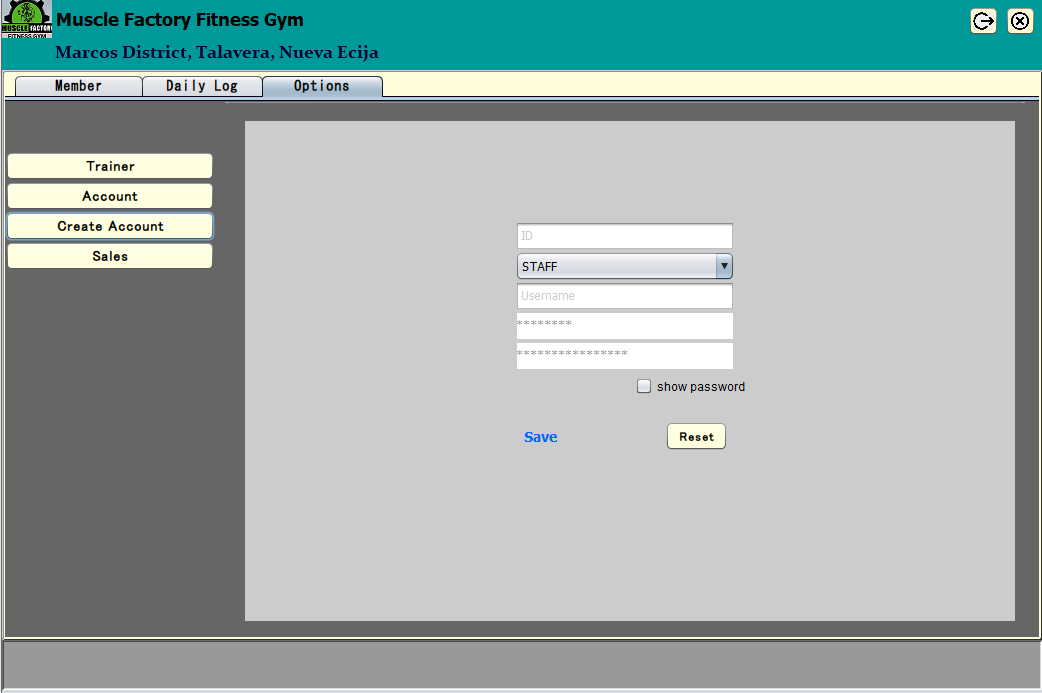 MUSCLE FACTORY
FITNESS GYM
Muscle Factory Fitness Gym
Marcos District, Talavera, Nueva Ecija
Member Daily Log Options
Trainer
Account
Create Account
Sales
ID
STAFF
Username
********
****************
show password
Save Reset